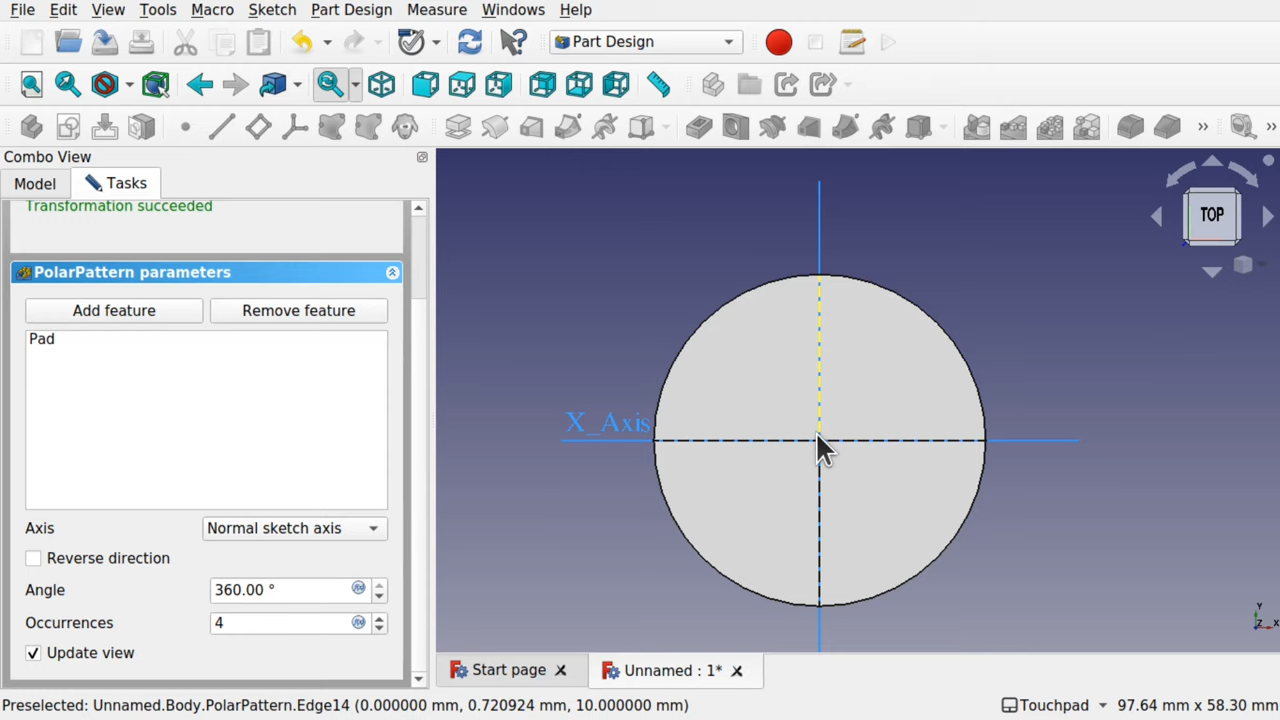 File Edit View Tools Macro Sketch Part Design Measure Windows Help
Part Design
Combo View
Model Tasks
Transformation succeeded
PolarPattern parameters
Add feature Remove feature
Pad
Axis Normal sketch axis
Reverse direction
Angle 360.00 °
Occurrences 4
Update view
TOP
X_Axis
Y
Z X
Start page Unnamed : 1*
Preselected: Unnamed.Body.PolarPattern.Edge14 (0.000000 mm, 0.720924 mm, 10.000000 mm) Touchpad 97.64 mm x 58.30 mm